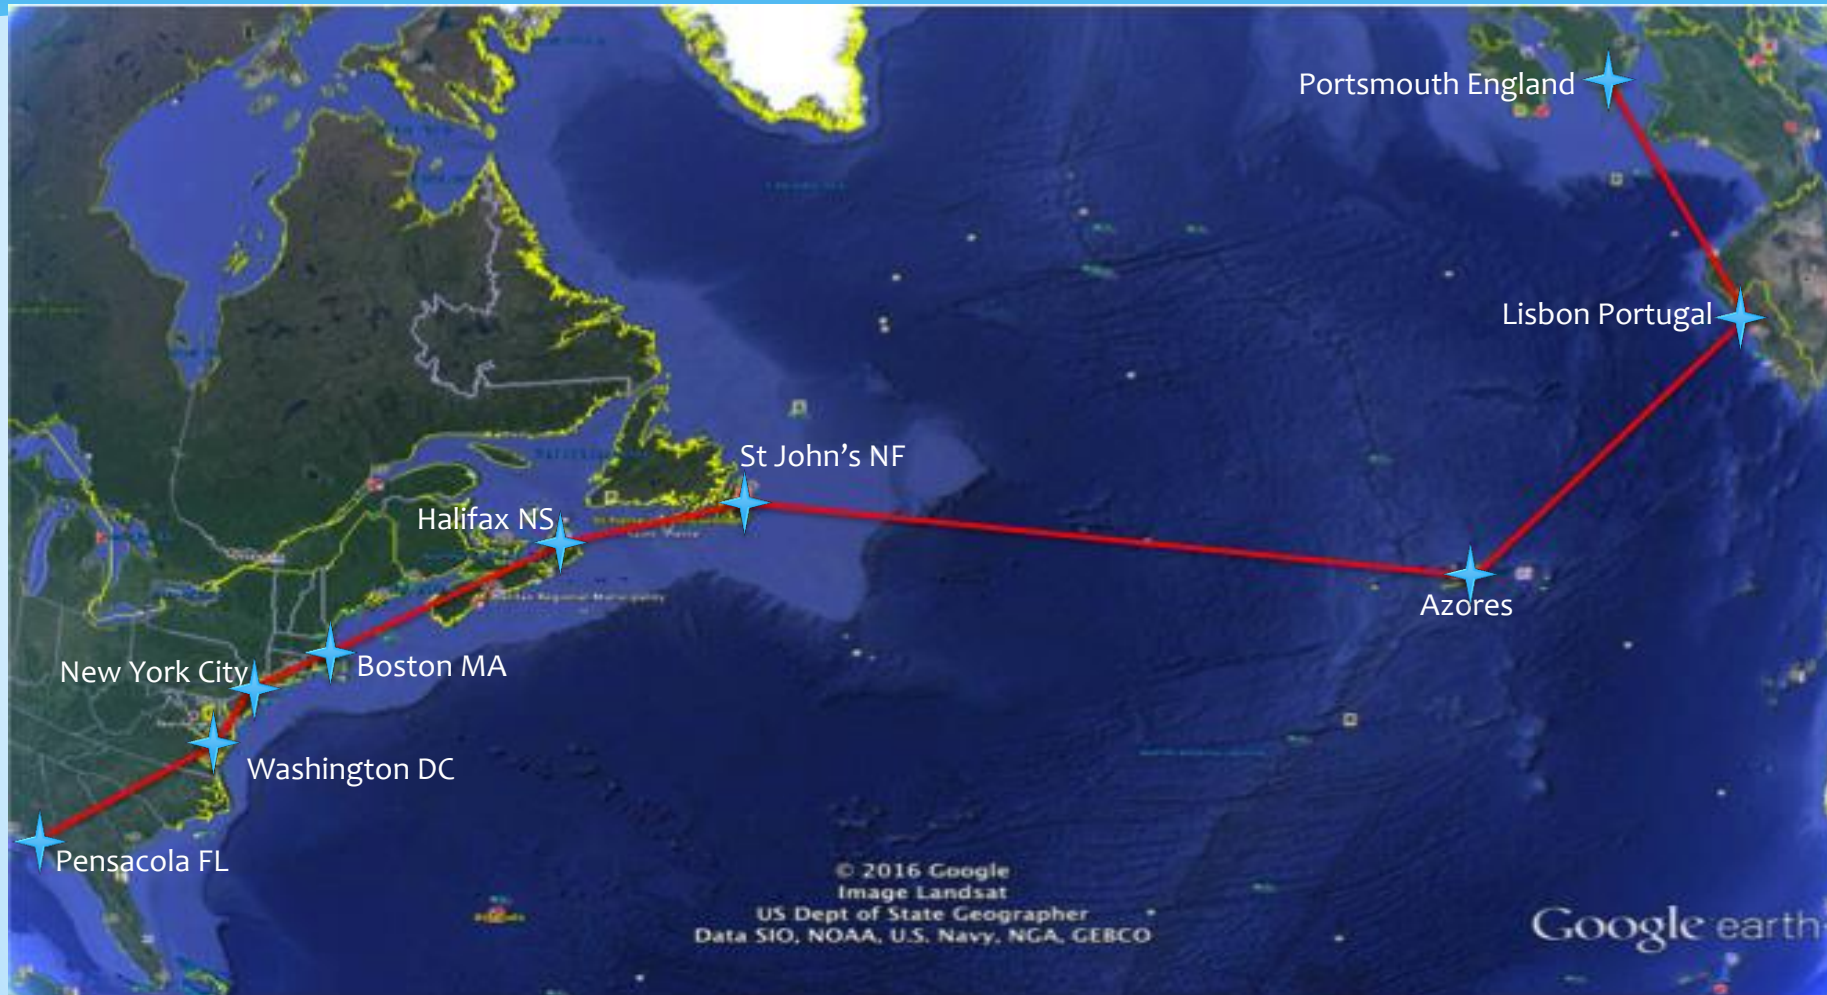 Portsmouth England
Lisbon Portugal
St John’s NF
Halifax NS
Azores
Boston MA
New York City
Washington DC
Pensacola FL
© 2016 Google
Image Landsat
US Dept of State Geographer
Data SIO, NOAA, U.S. Navy, NGA, GEBCO
Google earth